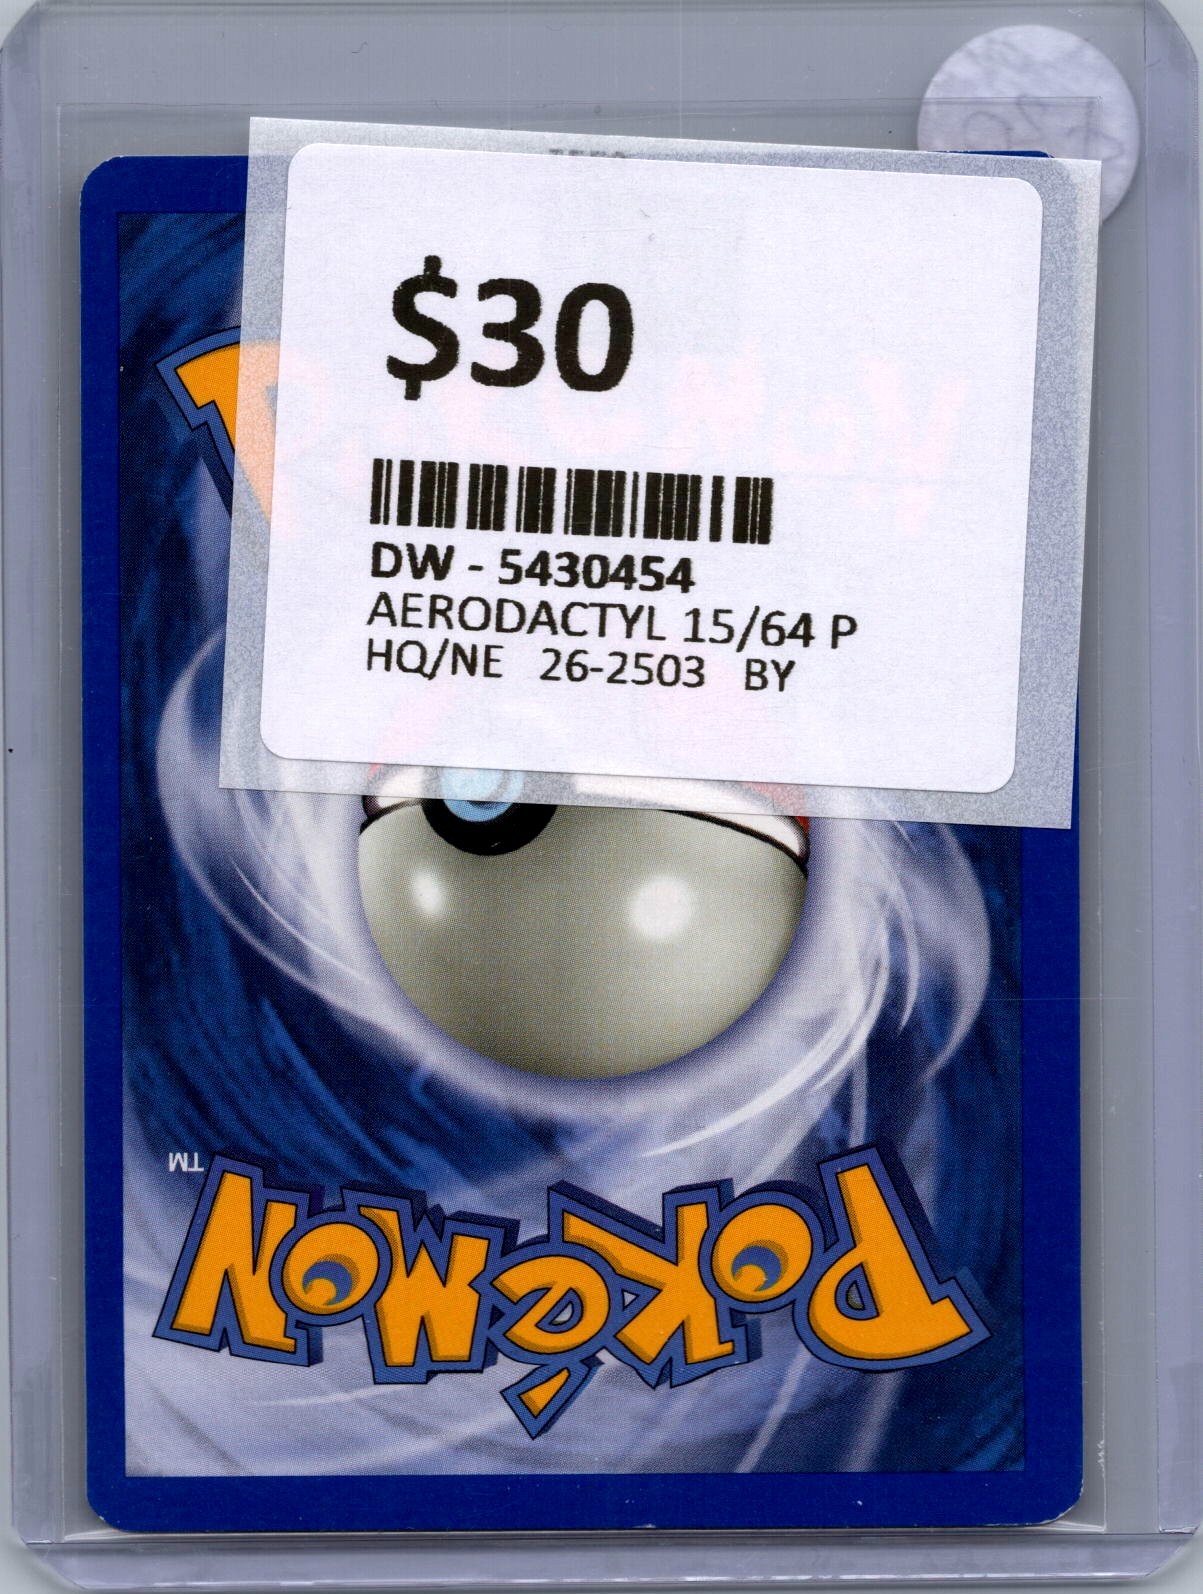 $30
DW - 5430454
AERODACTYL 15/64 P
HQ/NE 26-2503 BY
POKéMON
TM